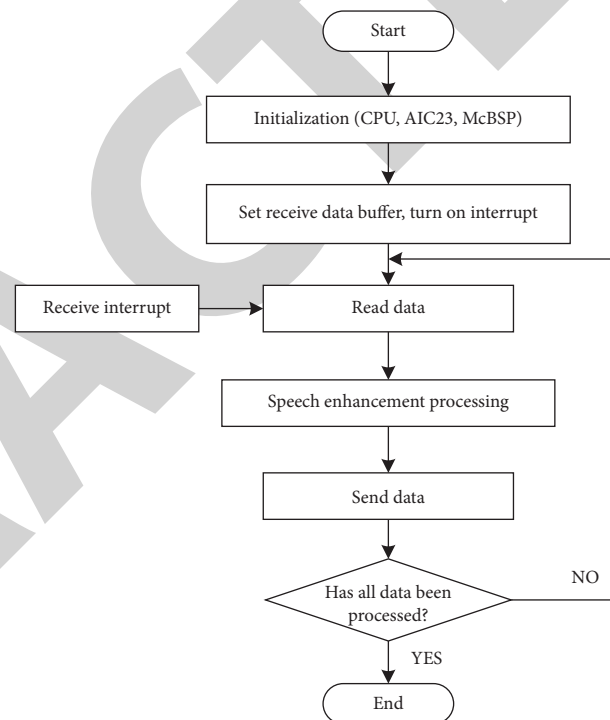 Start
Initialization (CPU, AIC23, McBSP)
Set receive data buffer, turn on interrupt
Receive interrupt
Read data
Speech enhancement processing
Send data
Has all data been
processed?
NO
YES
End